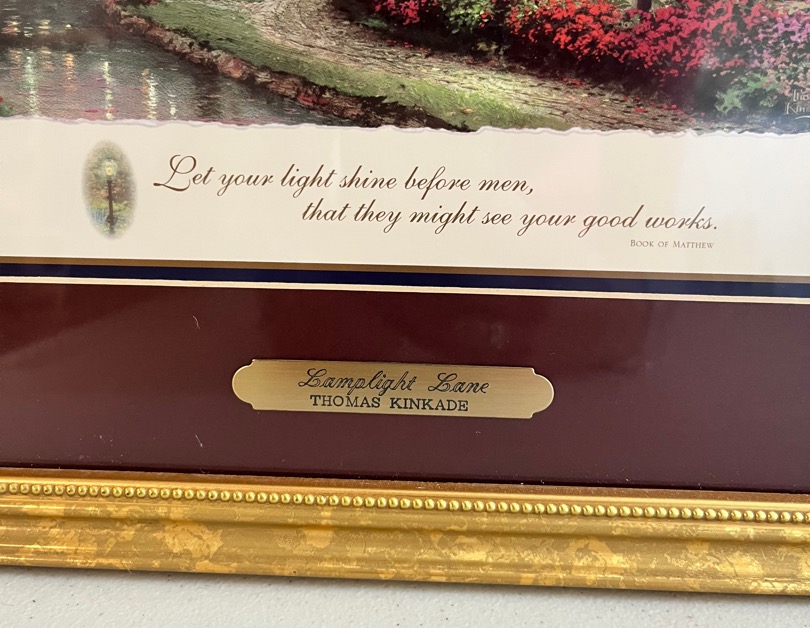 Let your light shine before men,
that they might see your good works.
BOOK OF MATTHEW
Lamplight Lane
THOMAS KINKADE